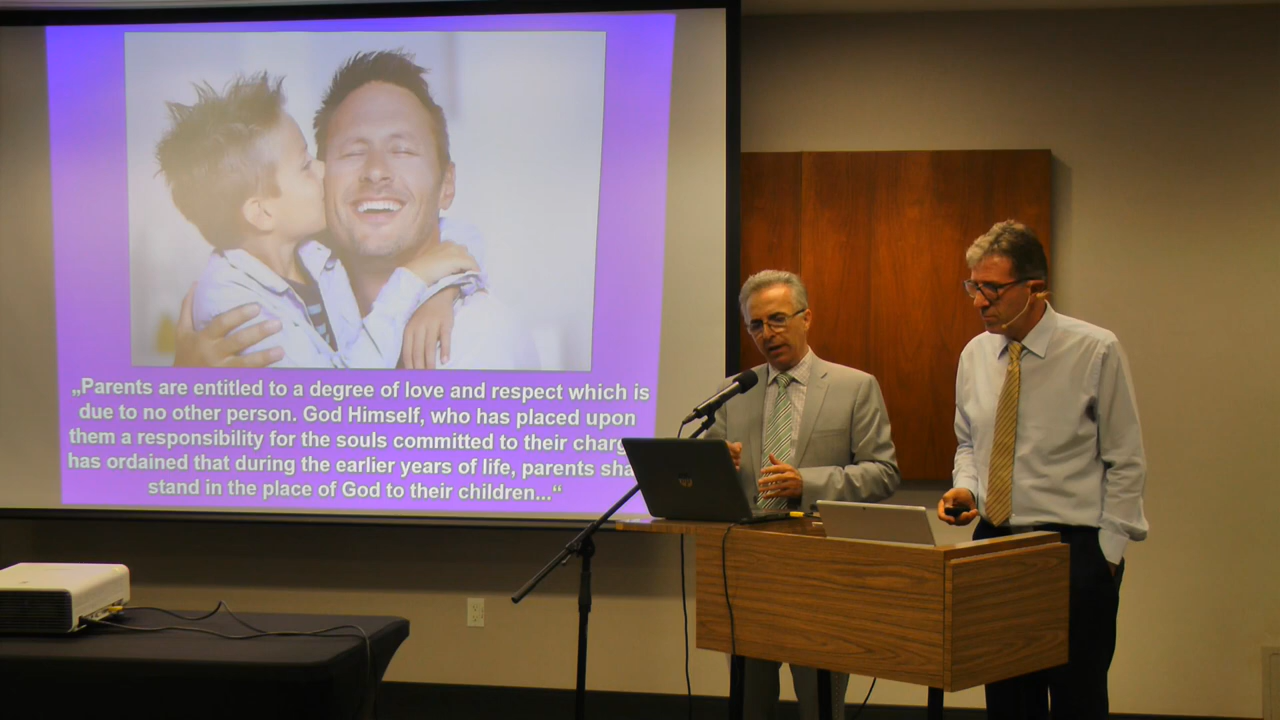 „Parents are entitled to a degree of love and respect which is
due to no other person. God Himself, who has placed upon
them a responsibility for the souls committed to their
has ordained that during the earlier years of life, parents
stand in the place of God to their children...“